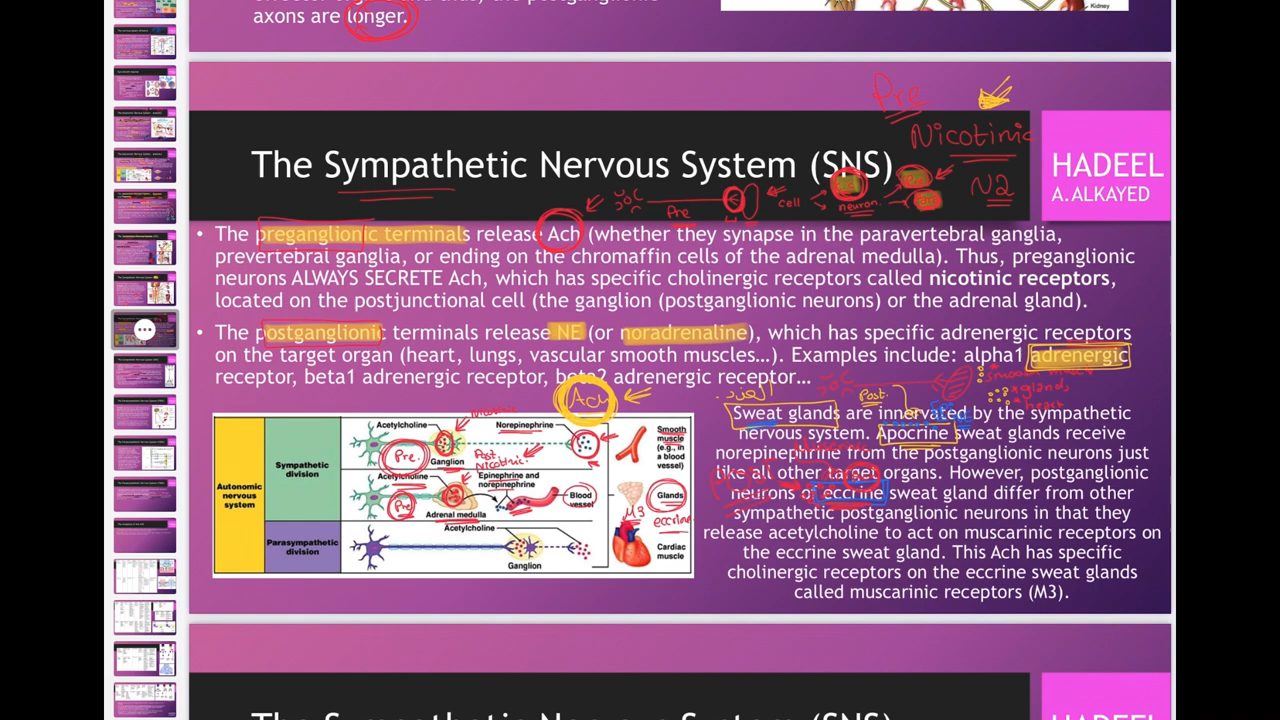 axons are longer.
Kidney
Pre
Nicotinic
The Sympathetic Nervous System (SNS)
HADEEL
A. ALKAYED
Pre
cell
neuron.
• The preganglionic terminals release Ach (whether they synapse in the paravertebral ganglia,
prevertebral ganglia, or ending on the chromaffin cells of the adrenal medulla). Thus, preganglionic
neurons ALWAYS SECRETE Ach, which has specific cholinergic receptors called nicotinic receptors,
located on the postjunctional cell (the ganglion (postganglionic neurons) or the adrenal gland).
• The postganglionic terminals release NE (or noradrenaline), which has specific adrenergic receptors
on the target organ (heart, lungs, vascular smooth muscles...). Examples include: alpha1 adrenergic
receptor, beta1 adrenergic receptor, beta2 adrenergic receptor...
Ach
Post.
gland,
Sweat glands are innervated by the sympathetic
nervous system. Apocrine sweat glands receive
norepinephrine from the postganglionic neurons just
like all other target organs. However, postganglionic
neurons of eccrine sweat gland differ from other
sympathetic postganglionic neurons in that they
release acetylcholine to act on muscarinic receptors on
the eccrine sweat gland. This Ach has specific
cholinergic receptors on the eccrine sweat glands
called muscarinic receptors (M3).
Autonomic
nervous
system
Sympathetic
division
Parasympathetic
division
Acetylcholine
Nicotinic
Norepinephrine
Pre.
Ganglion
Post
Nicotinic.
Smooth
muscle
(e.g., in
a blood
vessel)
Acetylcholine
Epinephrine and
norepinephrine
Pre
Adrenal medulla
Blood
vessel
Glands
M3
eccrine
Acetylcholine
Ganglion
Cardiac
muscle
The Sympathetic Nervous System (SNS)
HADEEL